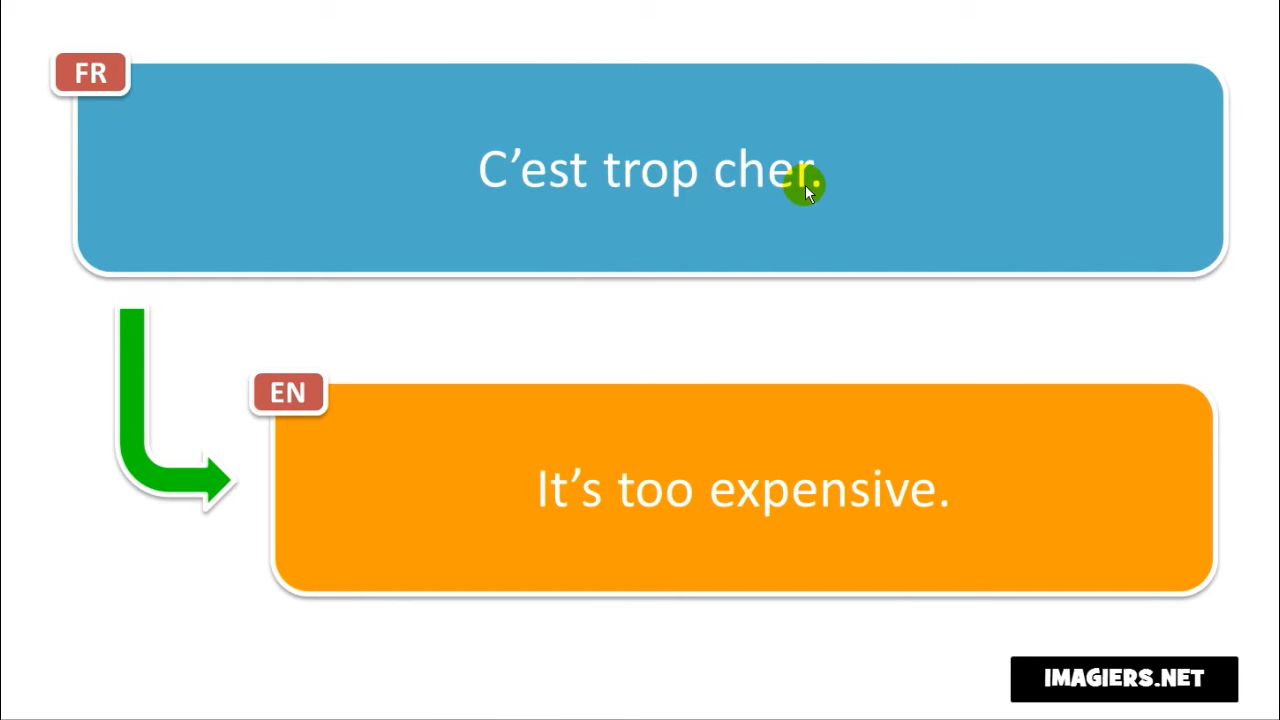 FR
C’est trop cher.
EN
It’s too expensive.
IMAGIERS.NET